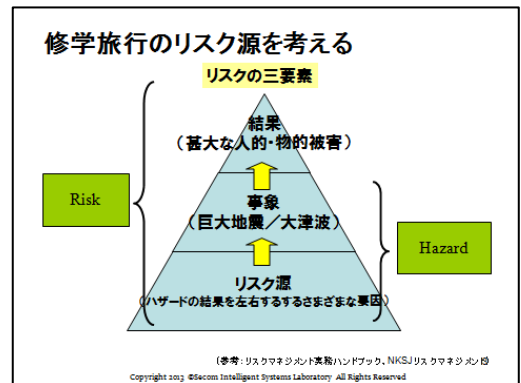 修学旅行のリスク源を考える
リスクの三要素
結果
(甚大な人的・物的被害)
Risk
事象
(巨大地震／大津波)
Hazard
リスク源
(ハザードの結果を左右するするさまざまな要因)
(参考:リスクマネジメント実務ハンドブック、NKSJリスクマネジメント
Copyright 2013 ©Secom Intelligent Systems Laboratory All Rights Reserved